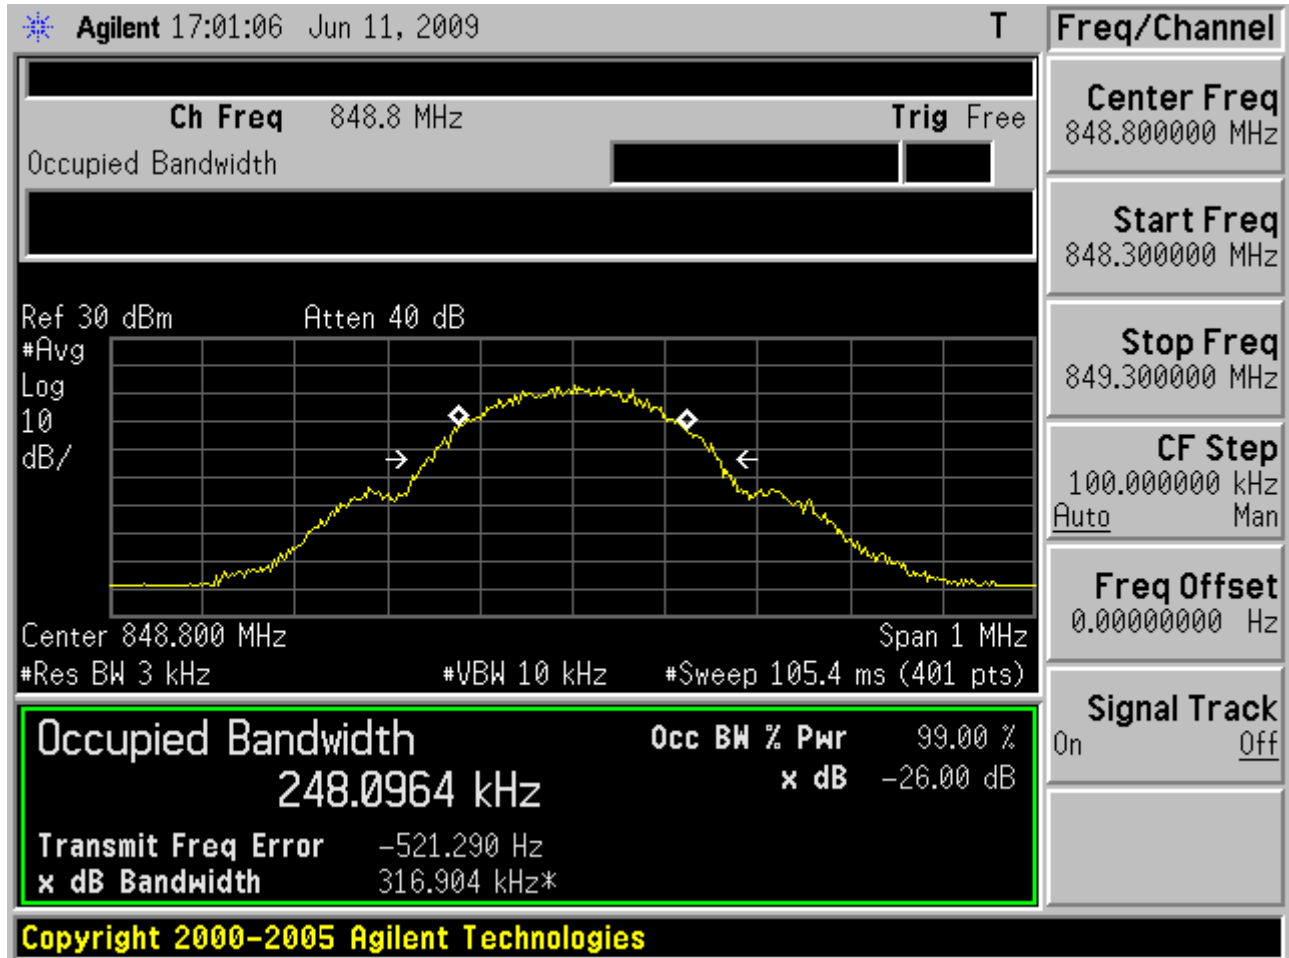 Agilent 17:01:06 Jun 11, 2009 T
Freq/Channel
Ch Freq 848.8 MHz Trig Free
Occupied Bandwidth
Center Freq
848.800000 MHz
Start Freq
848.300000 MHz
Stop Freq
849.300000 MHz
CF Step
100.000000 kHz
Auto Man
Freq Offset
0.00000000 Hz
Signal Track
On Off
Ref 30 dBm Atten 40 dB
#Avg
Log
10
dB/
Center 848.800 MHz Span 1 MHz
#Res BW 3 kHz #VBW 10 kHz #Sweep 105.4 ms (401 pts)
Occupied Bandwidth Occ BW % Pwr 99.00 %
248.0964 kHz x dB -26.00 dB
Transmit Freq Error -521.290 Hz
x dB Bandwidth 316.904 kHz*
Copyright 2000-2005 Agilent Technologies